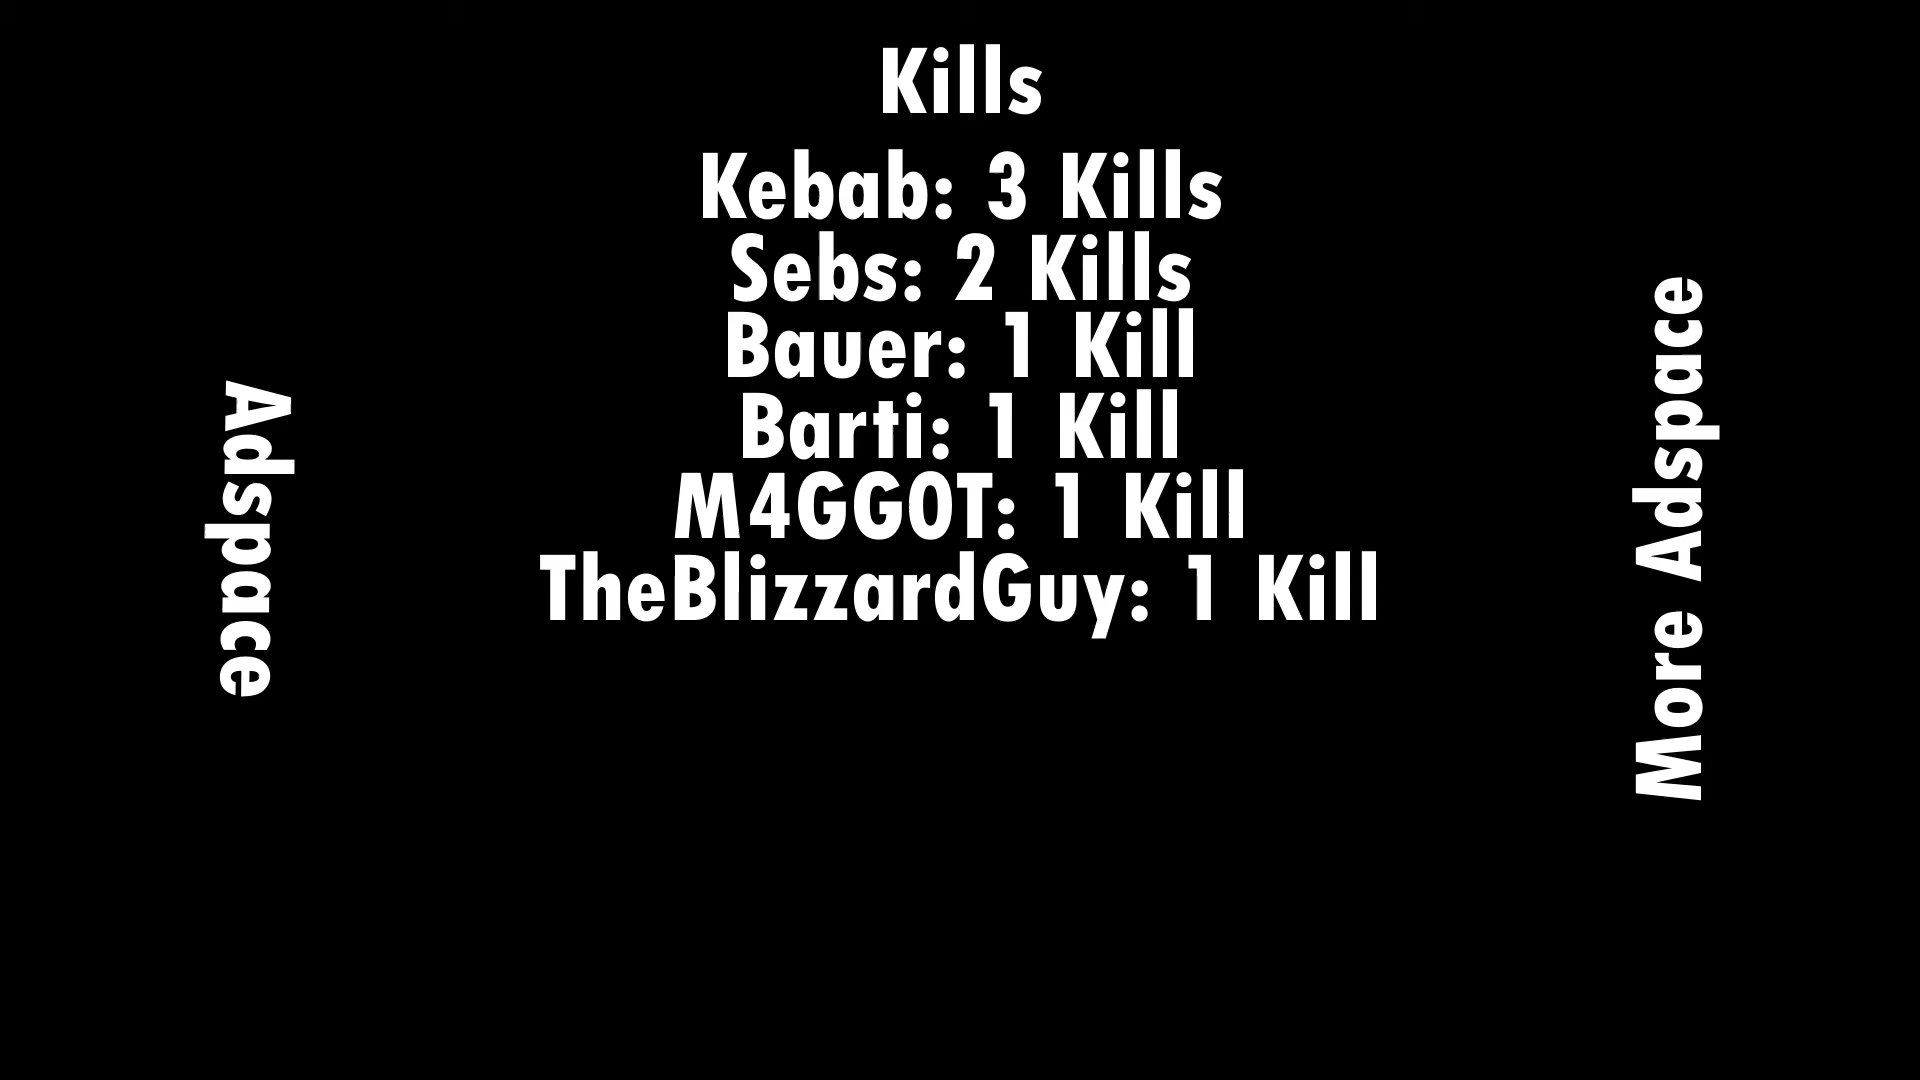 Kills
Kebab: 3 Kills
Sebs: 2 Kills
Bauer: 1 Kill
Barti: 1 Kill
M4GG0T: 1 Kill
TheBlizzardGuy: 1 Kill
Adspace
More Adspace